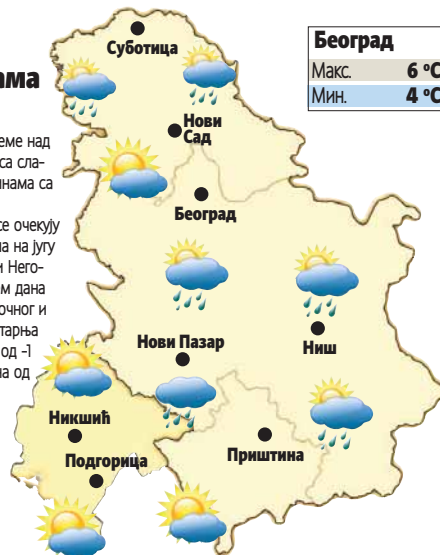 ама
еме над
са сла-
нама са
се очекују
а на југу
и Него-
м дана
очног и
тарња
од -1
на од
Београд
Макс. 6 °C
Мин. 4 °C
Суботица
Нови
Сад
Београд
Нови Пазар
Ниш
Никшић
Подгорица
Приштина